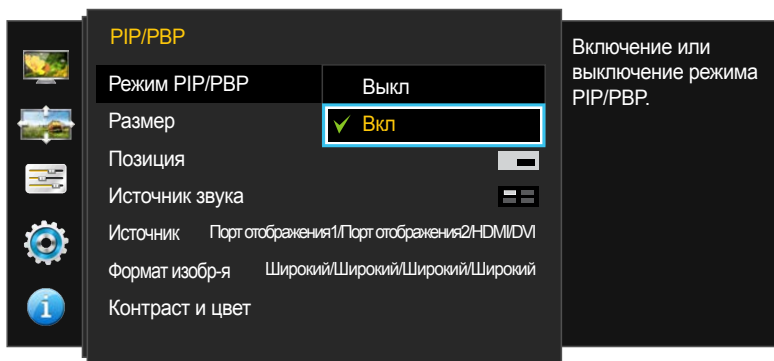 PIP/PBP
Режим PIP/PBP
Выкл
Размер
Вкл
Позиция
Источник звука
Источник Порт отображения1/Порт отображения2/HDMI/DVI
Формат изобр-я Широкий/Широкий/Широкий/Широкий
Контраст и цвет
Включение или
выключение режима
PIP/PBP.